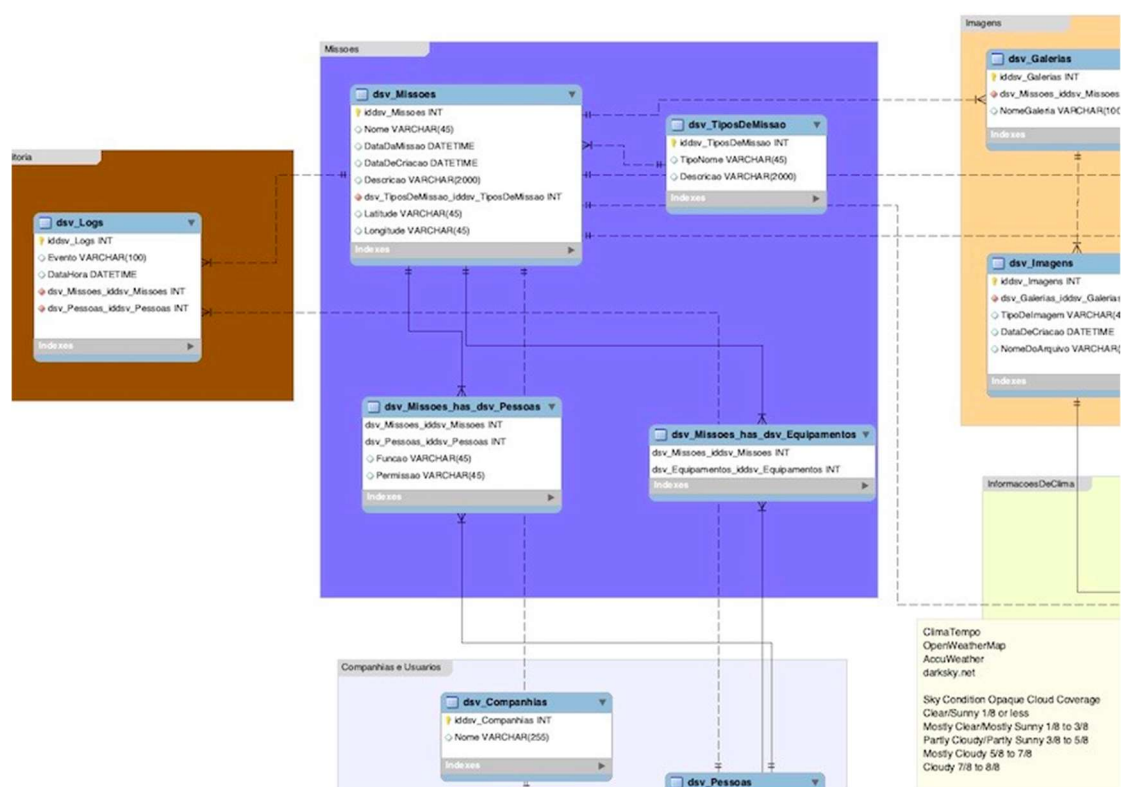 Missoes
dsv_Missoes
iddsv_Missoes INT
Nome VARCHAR(45)
DataDaMissao DATETIME
DataDeCriacao DATETIME
Descricao VARCHAR(2000)
dsv_TiposDeMissao_iddsv_TiposDeMissao INT
Latitude VARCHAR(45)
Longitude VARCHAR(45)
Indexes
dsv_TiposDeMissao
iddsv_TiposDeMissao INT
TipoNome VARCHAR(45)
Descricao VARCHAR(2000)
Indexes
Imagens
dsv_Galerias
iddsv_Galerias INT
dsv_Missoes_iddsv_Missoes
NomeGaleria VARCHAR(100
Indexes
itoria
dsv_Logs
iddsv_Logs INT
Evento VARCHAR(100)
DataHora DATETIME
dsv_Missoes_iddsv_Missoes INT
dsv_Pessoas_iddsv_Pessoas INT
Indexes
dsv_Imagens
iddsv_Imagens INT
dsv_Galerias_iddsv_Galerias
TipoDeImagem VARCHAR(4
DataDeCriacao DATETIME
NomeDoArquivo VARCHAR(
Indexes
dsv_Missoes_has_dsv_Pessoas
dsv_Missoes_iddsv_Missoes INT
dsv_Pessoas_iddsv_Pessoas INT
Funcao VARCHAR(45)
Permissao VARCHAR(45)
Indexes
dsv_Missoes_has_dsv_Equipamentos
dsv_Missoes_iddsv_Missoes INT
dsv_Equipamentos_iddsv_Equipamentos INT
Indexes
InformacoesDeClima
ClimaTempo
OpenWeatherMap
AccuWeather
darksky.net
Sky Condition Opaque Cloud Coverage
Clear/Sunny 1/8 or less
Mostly Clear/Mostly Sunny 1/8 to 3/8
Partly Cloudy/Partly Sunny 3/8 to 5/8
Mostly Cloudy 5/8 to 7/8
Cloudy 7/8 to 8/8
Companhias e Usuarios
dsv_Companhias
iddsv_Companhias INT
Nome VARCHAR(255)
Indexes
dsv_Pessoas